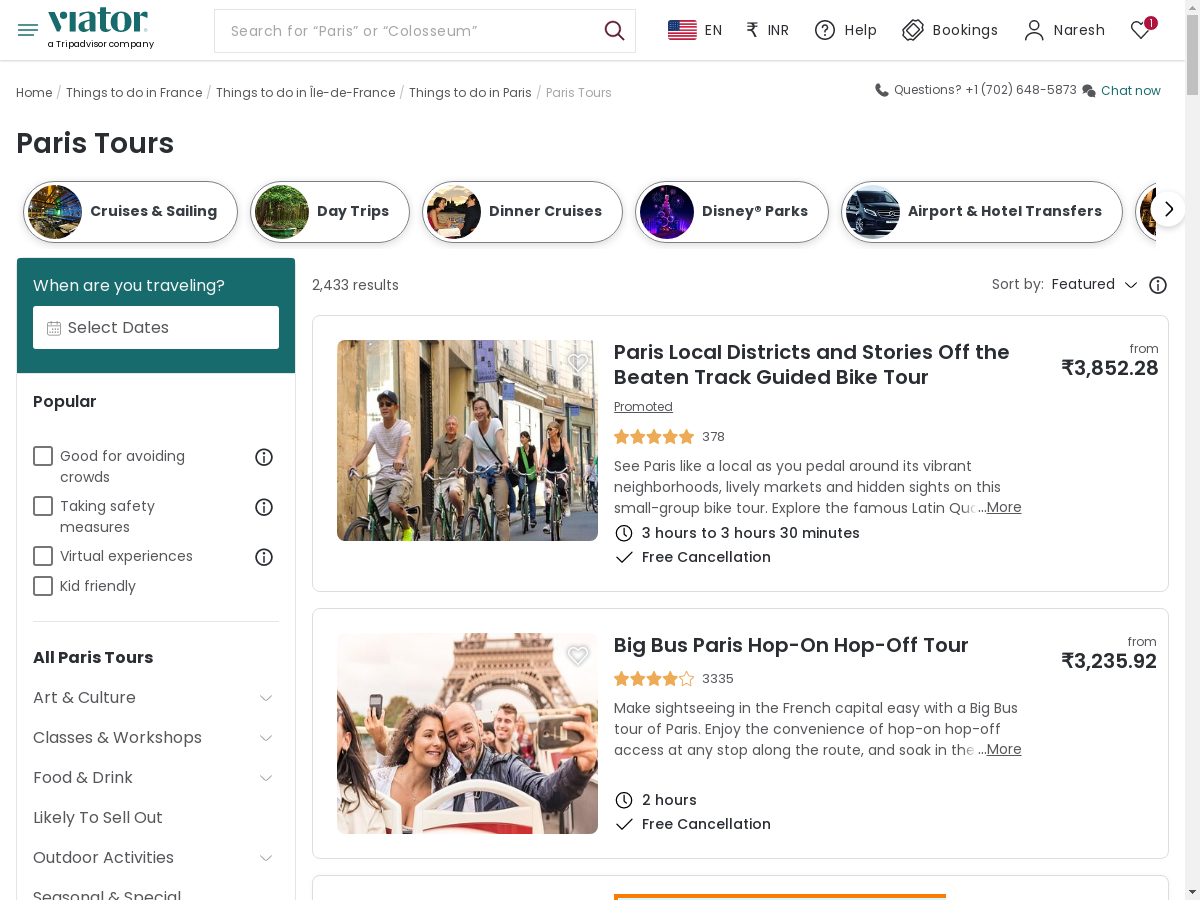 viator
a Tripadvisor company
Search for “Paris” or “Colosseum”
EN
₹ INR
Help
Bookings
Naresh
1
Home / Things to do in France / Things to do in Île-de-France / Things to do in Paris / Paris Tours
Questions? +1 (702) 648-5873 Chat now
Paris Tours
Cruises & Sailing
Day Trips
Dinner Cruises
Disney® Parks
Airport & Hotel Transfers
When are you traveling?
Select Dates
Popular
Good for avoiding
crowds
Taking safety
measures
Virtual experiences
Kid friendly
All Paris Tours
Art & Culture
Classes & Workshops
Food & Drink
Likely To Sell Out
Outdoor Activities
Seasonal & Special
2,433 results
Sort by: Featured
Paris Local Districts and Stories Off the
Beaten Track Guided Bike Tour
from
₹3,852.28
Promoted
378
See Paris like a local as you pedal around its vibrant
neighborhoods, lively markets and hidden sights on this
small-group bike tour. Explore the famous Latin Qua...More
3 hours to 3 hours 30 minutes
Free Cancellation
Big Bus Paris Hop-On Hop-Off Tour
from
₹3,235.92
3335
Make sightseeing in the French capital easy with a Big Bus
tour of Paris. Enjoy the convenience of hop-on hop-off
access at any stop along the route, and soak in the ...More
2 hours
Free Cancellation